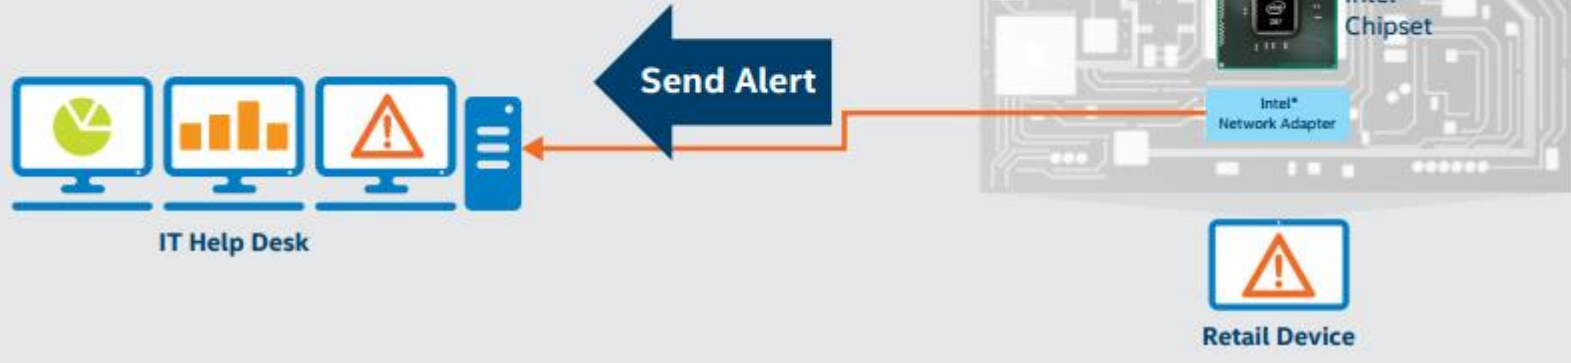 Chipset
Send Alert
Intel®
Network Adapter
IT Help Desk
Retail Device